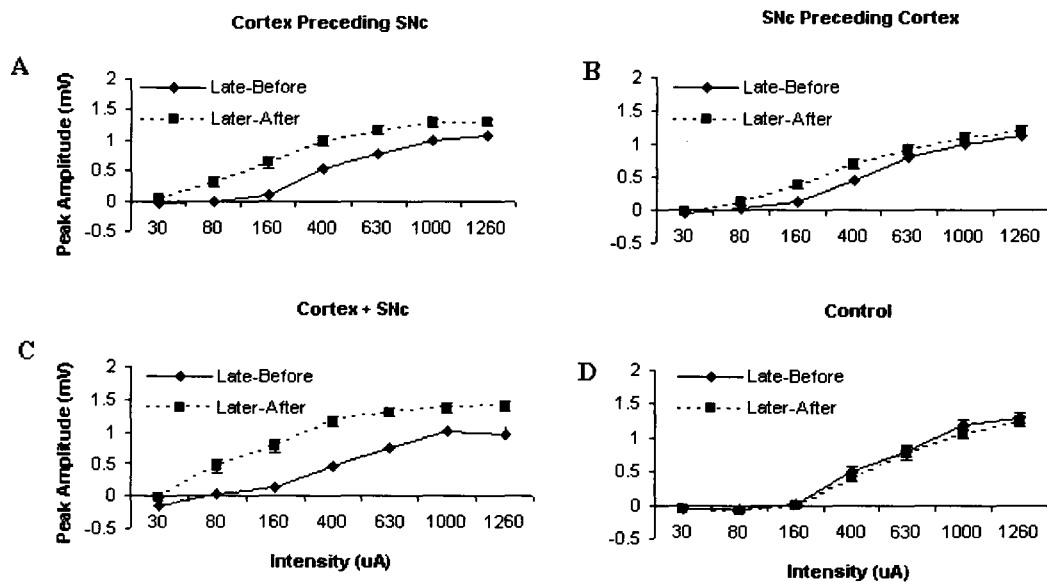 Cortex Preceding SNc
A
Peak Amplitude (mV)
2
1.5
1
0.5
0
-0.5
Late-Before
Later-After
30 80 160 400 630 1000 1260
SNc Preceding Cortex
B
2
1.5
1
0.5
0
-0.5
Late-Before
Later-After
30 80 160 400 630 1000 1260
Cortex + SNc
C
Peak Amplitude (mV)
2
1.5
1
0.5
0
-0.5
Late-Before
Later-After
30 80 160 400 630 1000 1260
Intensity (uA)
Control
D
2
1.5
1
0.5
0
-0.5
Late-Before
Later-After
30 80 160 400 630 1000 1260
Intensity (uA)